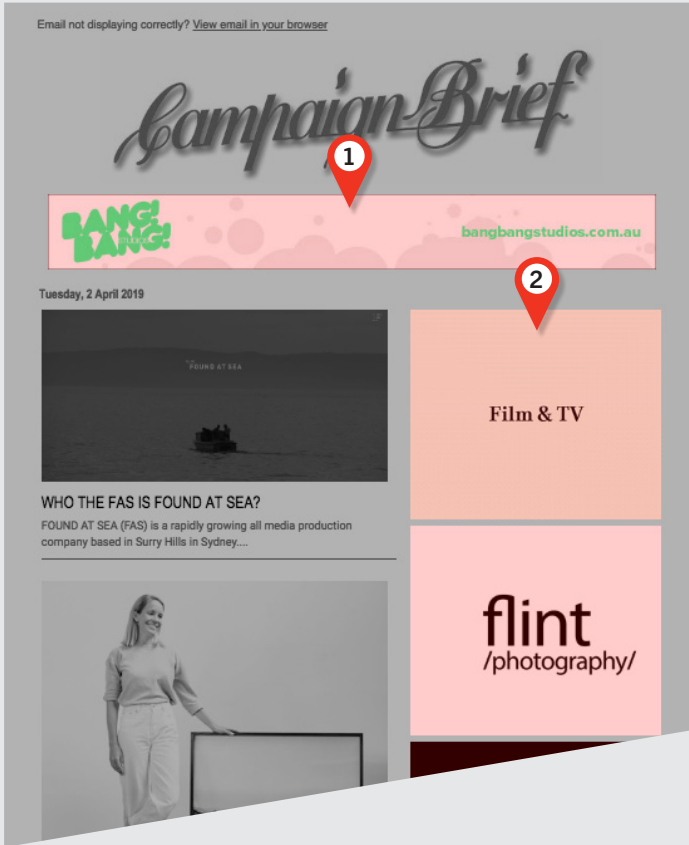 Email not displaying correctly? View email in your browser
Campaign Brief
1
BANG!
BANG!
STUDIOS
bangbangstudios.com.au
2
Tuesday, 2 April 2019
FOUND AT SEA
Film & TV
WHO THE FAS IS FOUND AT SEA?
FOUND AT SEA (FAS) is a rapidly growing all media production
company based in Surry Hills in Sydney....
flint
/photography/